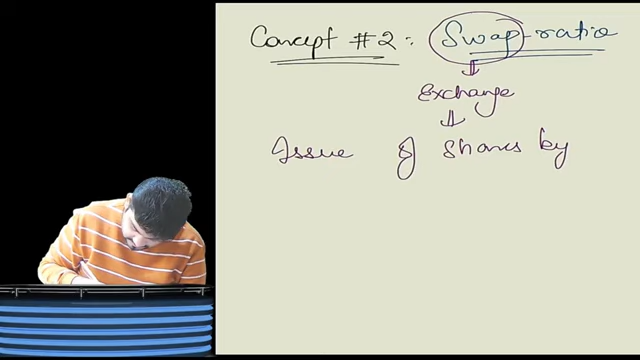 Concept #2: Swap-ratio
Exchange
Issue of Shares by